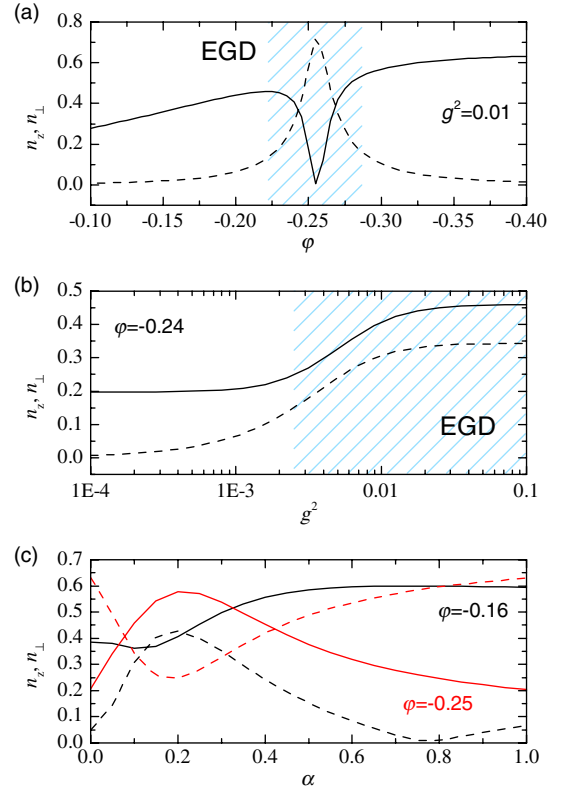 (a)
0.8
0.6
0.4
0.2
0.0
n_z, n_⊥
EGD
g²=0.01
-0.10 -0.15 -0.20 -0.25 -0.30 -0.35 -0.40
φ
(b)
0.5
0.4
0.3
0.2
0.1
0.0
n_z, n_⊥
φ=-0.24
EGD
1E-4 1E-3 0.01 0.1
g²
(c)
0.7
0.6
0.5
0.4
0.3
0.2
0.1
0.0
n_z, n_⊥
φ=-0.16
φ=-0.25
0.0 0.2 0.4 0.6 0.8 1.0
α